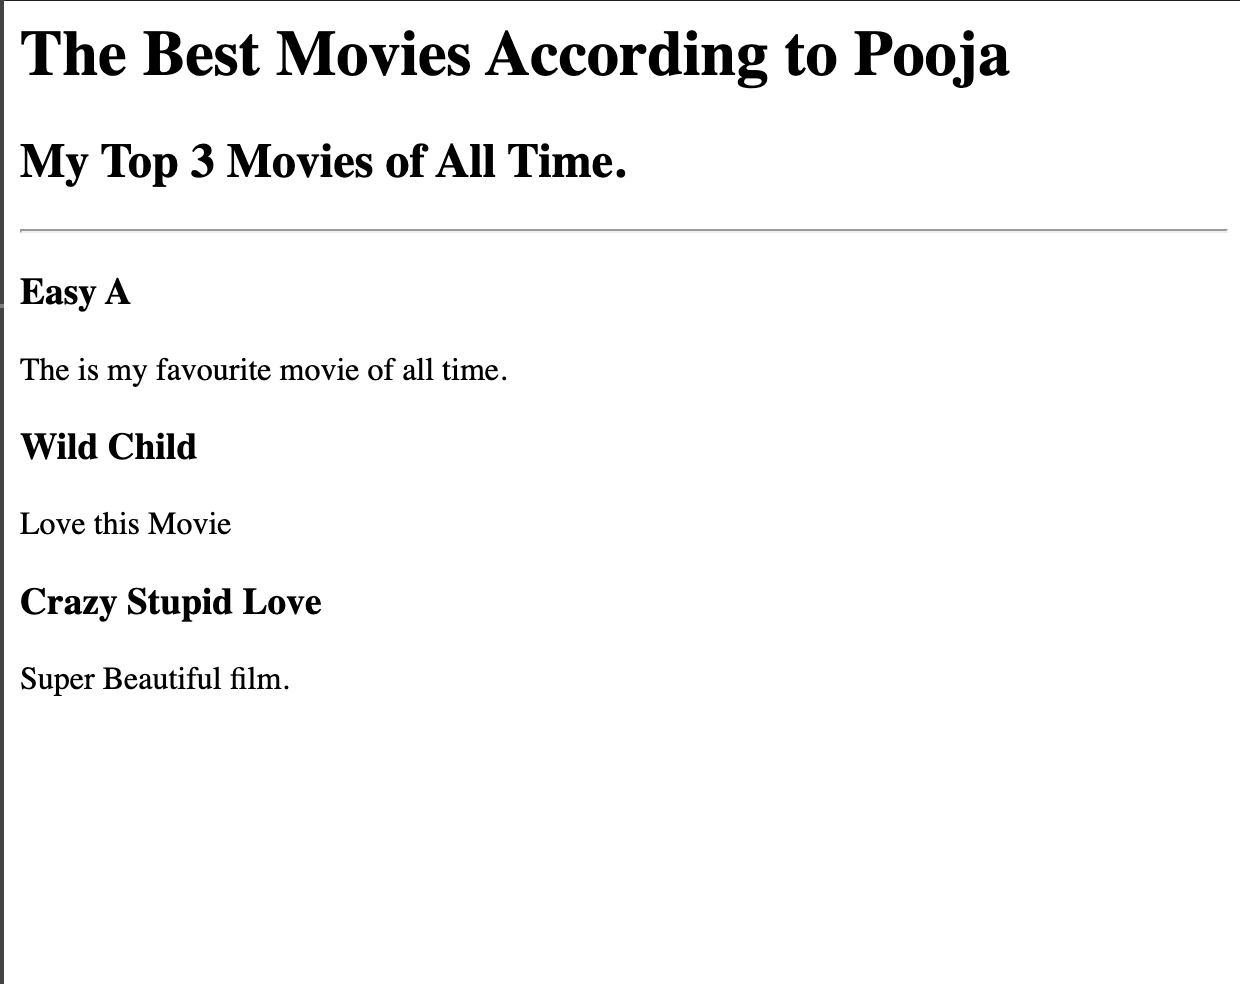 The Best Movies According to Pooja
My Top 3 Movies of All Time.
Easy A
The is my favourite movie of all time.
Wild Child
Love this Movie
Crazy Stupid Love
Super Beautiful film.